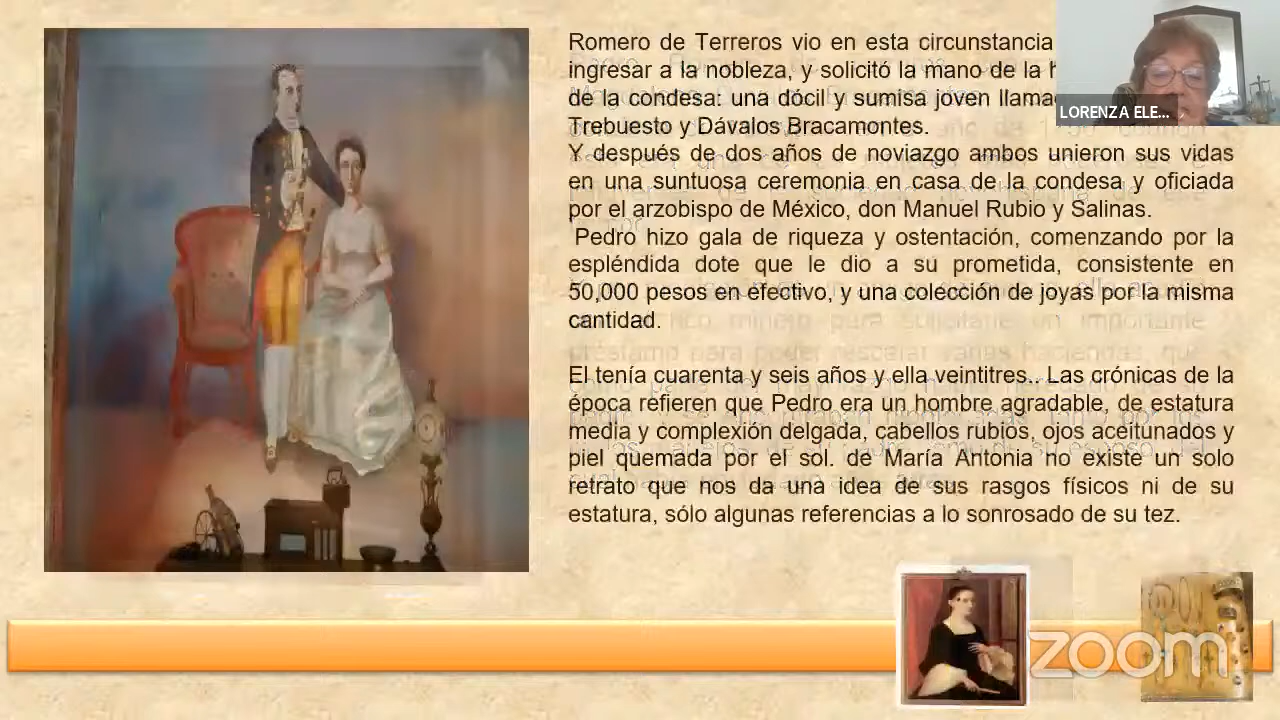 Romero de Terreros vio en esta circunstancia
ingresar a la nobleza, y solicitó la mano de la h
de la condesa: una dócil y sumisa joven llamad
Trebuesto y Dávalos Bracamontes.
Y después de dos años de noviazgo ambos unieron sus vidas
en una suntuosa ceremonia en casa de la condesa y oficiada
por el arzobispo de México, don Manuel Rubio y Salinas.
Pedro hizo gala de riqueza y ostentación, comenzando por la
espléndida dote que le dio a su prometida, consistente en
50,000 pesos en efectivo, y una colección de joyas por la misma
cantidad.
El tenía cuarenta y seis años y ella veintitres.. Las crónicas de la
época refieren que Pedro era un hombre agradable, de estatura
media y complexión delgada, cabellos rubios, ojos aceitunados y
piel quemada por el sol. de María Antonia no existe un solo
retrato que nos da una idea de sus rasgos físicos ni de su
estatura, sólo algunas referencias a lo sonrosado de su tez.
LORENZA ELE...
zoom